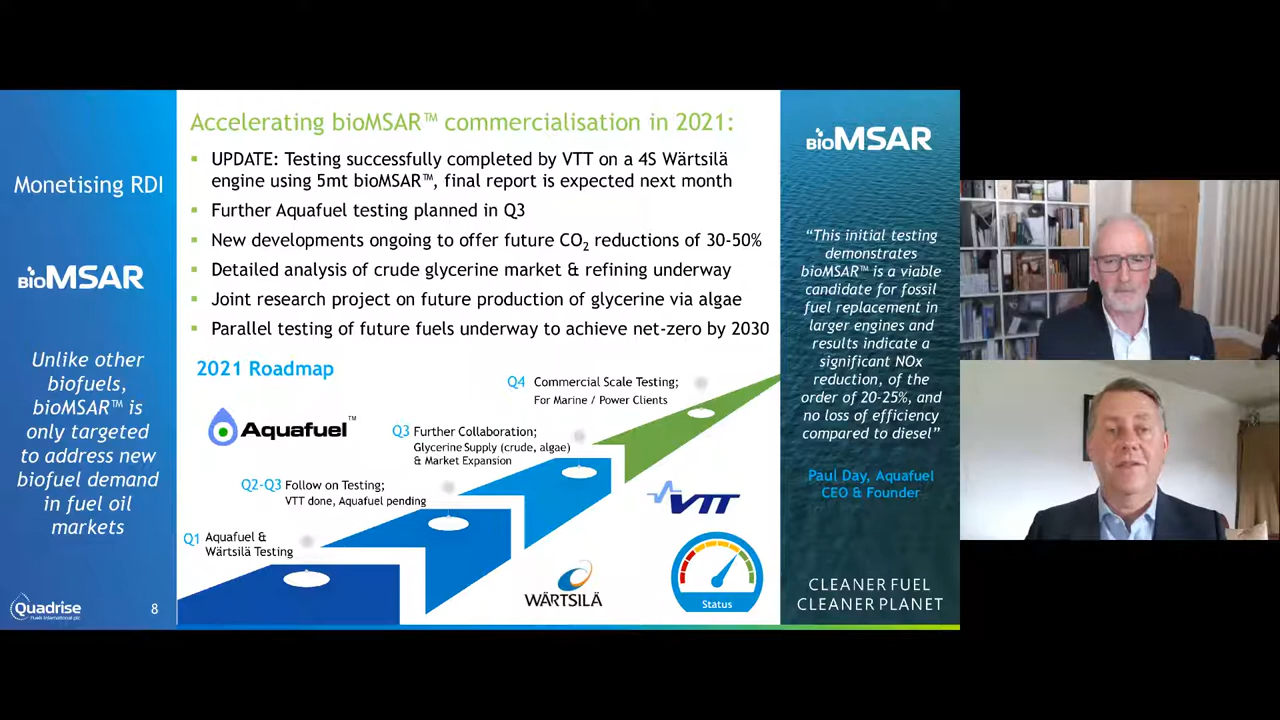 Monetising RDI
BIOMSAR
Unlike other
biofuels,
bioMSAR™ is
only targeted
to address new
biofuel demand
in fuel oil
markets
Quadrise
Fuels International plc
8
Accelerating bioMSAR™ commercialisation in 2021:
▪ UPDATE: Testing successfully completed by VTT on a 4S Wärtsilä
engine using 5mt bioMSAR™, final report is expected next month
▪ Further Aquafuel testing planned in Q3
▪ New developments ongoing to offer future CO₂ reductions of 30-50%
▪ Detailed analysis of crude glycerine market & refining underway
▪ Joint research project on future production of glycerine via algae
▪ Parallel testing of future fuels underway to achieve net-zero by 2030
2021 Roadmap
Aquafuel™
Q4 Commercial Scale Testing;
For Marine / Power Clients
Q3 Further Collaboration;
Glycerine Supply (crude, algae)
& Market Expansion
Q2-Q3 Follow on Testing;
VTT done, Aquafuel pending
Q1 Aquafuel &
Wärtsilä Testing
VTT
WÄRTSILÄ
Status
BIOMSAR
“This initial testing
demonstrates
bioMSAR™ is a viable
candidate for fossil
fuel replacement in
larger engines and
results indicate a
significant NOx
reduction, of the
order of 20-25%, and
no loss of efficiency
compared to diesel”
Paul Day, Aquafuel
CEO & Founder
CLEANER FUEL
CLEANER PLANET